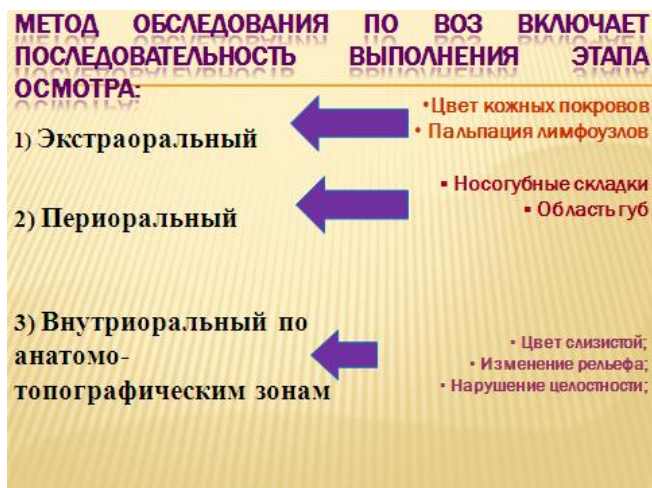 МЕТОД ОБСЛЕДОВАНИЯ ПО ВОЗ ВКЛЮЧАЕТ
ПОСЛЕДОВАТЕЛЬНОСТЬ ВЫПОЛНЕНИЯ ЭТАПА
ОСМОТРА:
1) Экстраоральный
•Цвет кожных покровов
• Пальпация лимфоузлов
2) Периоральный
▪ Носогубные складки
▪ Область губ
3) Внутриоральный по
анатомо-
топографическим зонам
▪ Цвет слизистой;
▪ Изменение рельефа;
▪ Нарушение целостности;